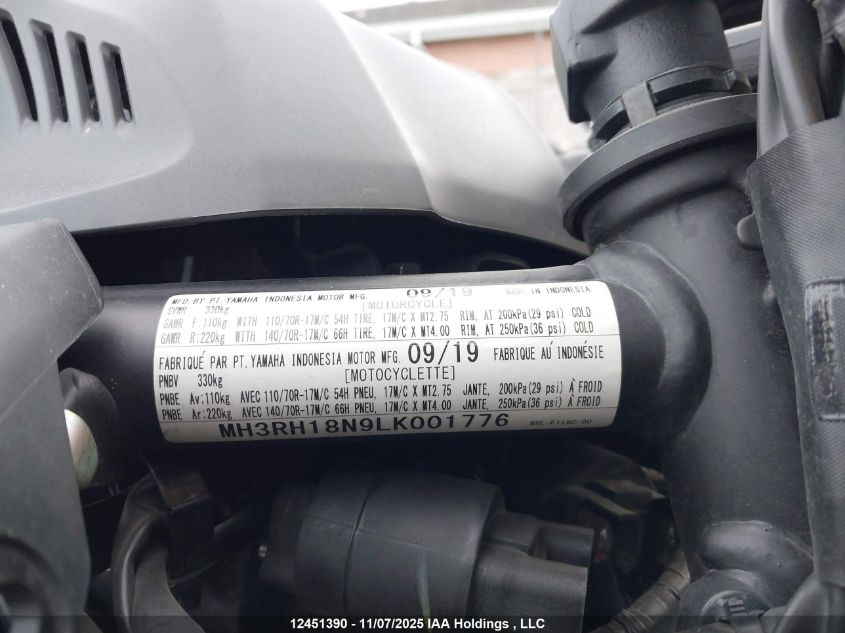 MFD.BY PT. YAMAHA INDONESIA MOTOR MFG. 09/19 MADE IN INDONESIA
GVWR 330kg [MOTORCYCLE]
GAWR F:110kg WITH 110/70R-17M/C 54H TIRE, 17M/C X MT2.75 RIM, AT 200kPa(29 psi) COLD
GAWR R:220kg WITH 140/70R-17M/C 66H TIRE, 17M/C X MT4.00 RIM, AT 250kPa(36 psi) COLD
FABRIQUÉ PAR PT.YAMAHA INDONESIA MOTOR MFG. 09/19 FABRIQUE AU INDONÉSIE
PNBV 330kg [MOTOCYCLETTE]
PNBE Av:110kg AVEC 110/70R-17M/C 54H PNEU, 17M/C X MT2.75 JANTE, 200kPa(29 psi) À FROID
PNBE Ar:220kg AVEC 140/70R-17M/C 66H PNEU, 17M/C X MT4.00 JANTE, 250kPa(36 psi) À FROID
MH3RH18N9LK001776 B5L-F118C-00
12451390 - 11/07/2025 IAA Holdings , LLC